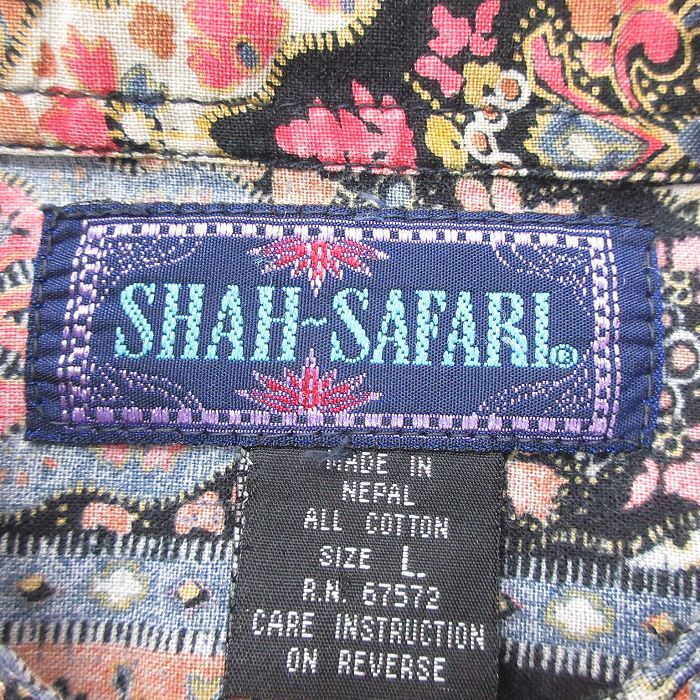 SHAH-SAFARI®
MADE IN
NEPAL
ALL COTTON
SIZE L.
R.N. 67572
CARE INSTRUCTION
ON REVERSE